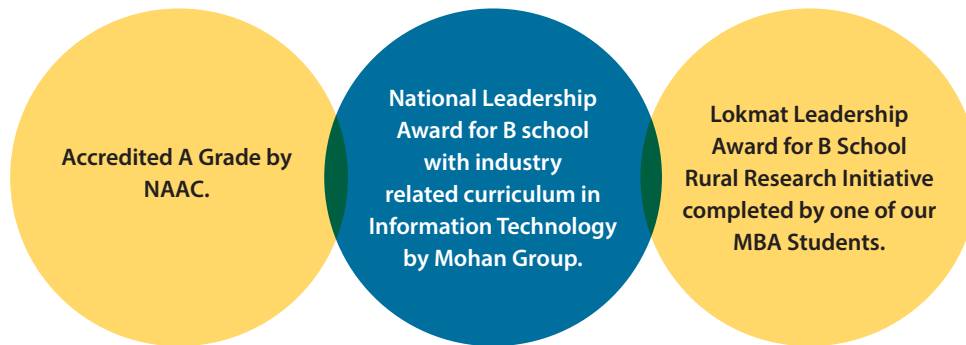 Accredited A Grade by
NAAC.
National Leadership
Award for B school
with industry
related curriculum in
Information Technology
by Mohan Group.
Lokmat Leadership
Award for B School
Rural Research Initiative
completed by one of our
MBA Students.